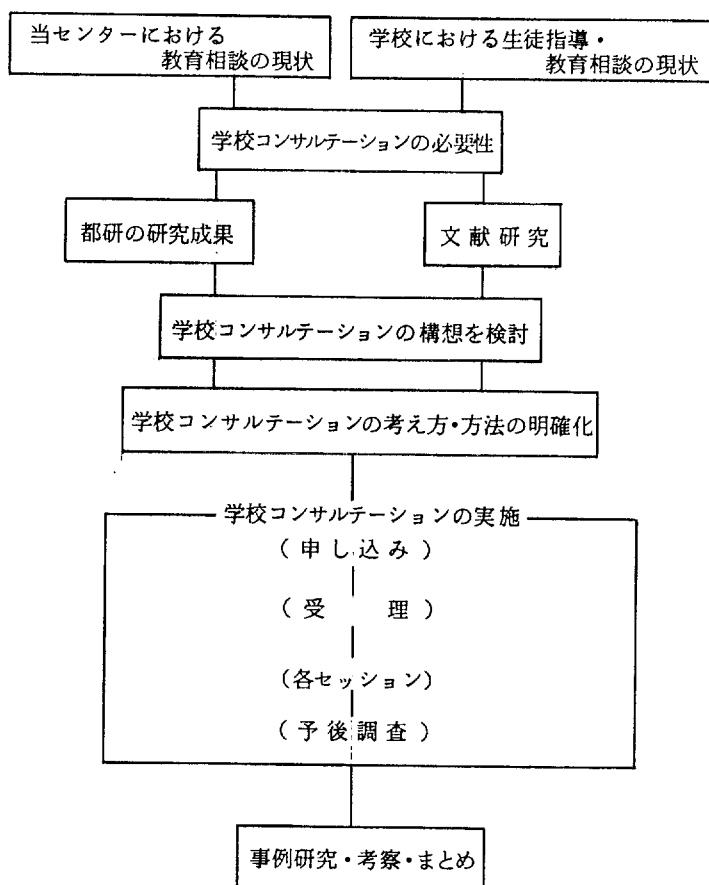 当センターにおける
教育相談の現状
学校における生徒指導・
教育相談の現状
学校コンサルテーションの必要性
都研の研究成果
文献研究
学校コンサルテーションの構想を検討
学校コンサルテーションの考え方・方法の明確化
学校コンサルテーションの実施
(申し込み)
(受　　理)
(各セッション)
(予後調査)
事例研究・考察・まとめ